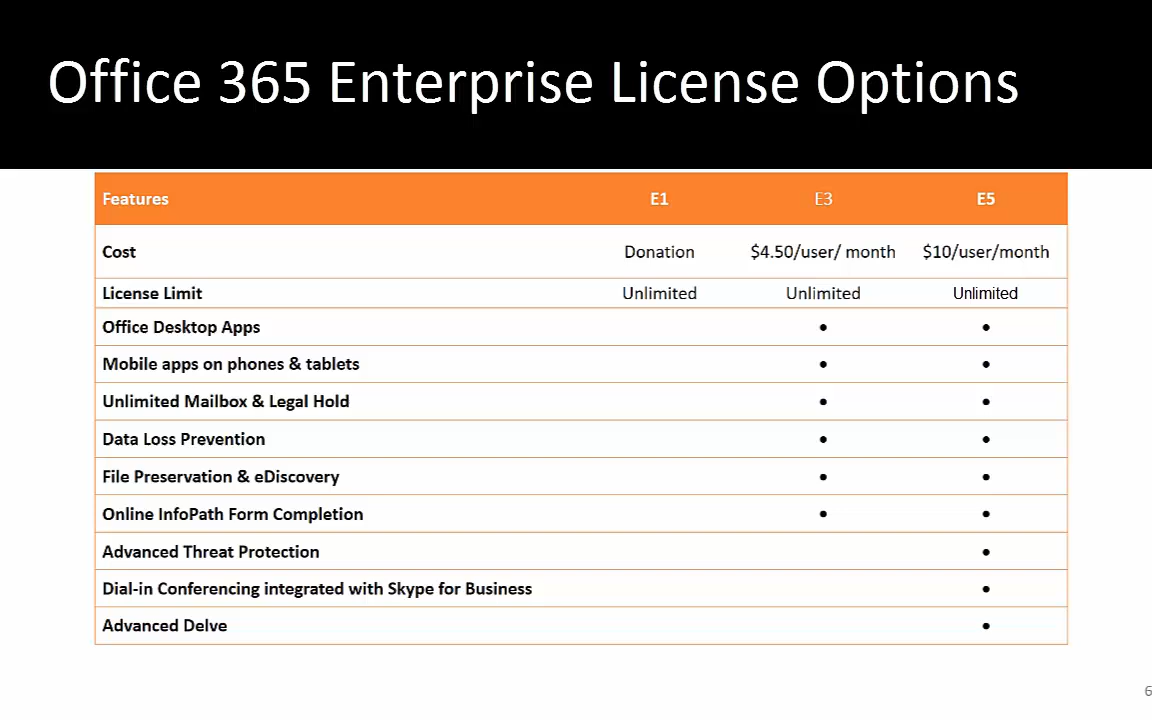 Office 365 Enterprise License Options
Features E1 E3 E5
Cost Donation $4.50/user/ month $10/user/month
License Limit Unlimited Unlimited Unlimited
Office Desktop Apps • •
Mobile apps on phones & tablets • •
Unlimited Mailbox & Legal Hold • •
Data Loss Prevention • •
File Preservation & eDiscovery • •
Online InfoPath Form Completion • •
Advanced Threat Protection •
Dial-in Conferencing integrated with Skype for Business •
Advanced Delve •
6